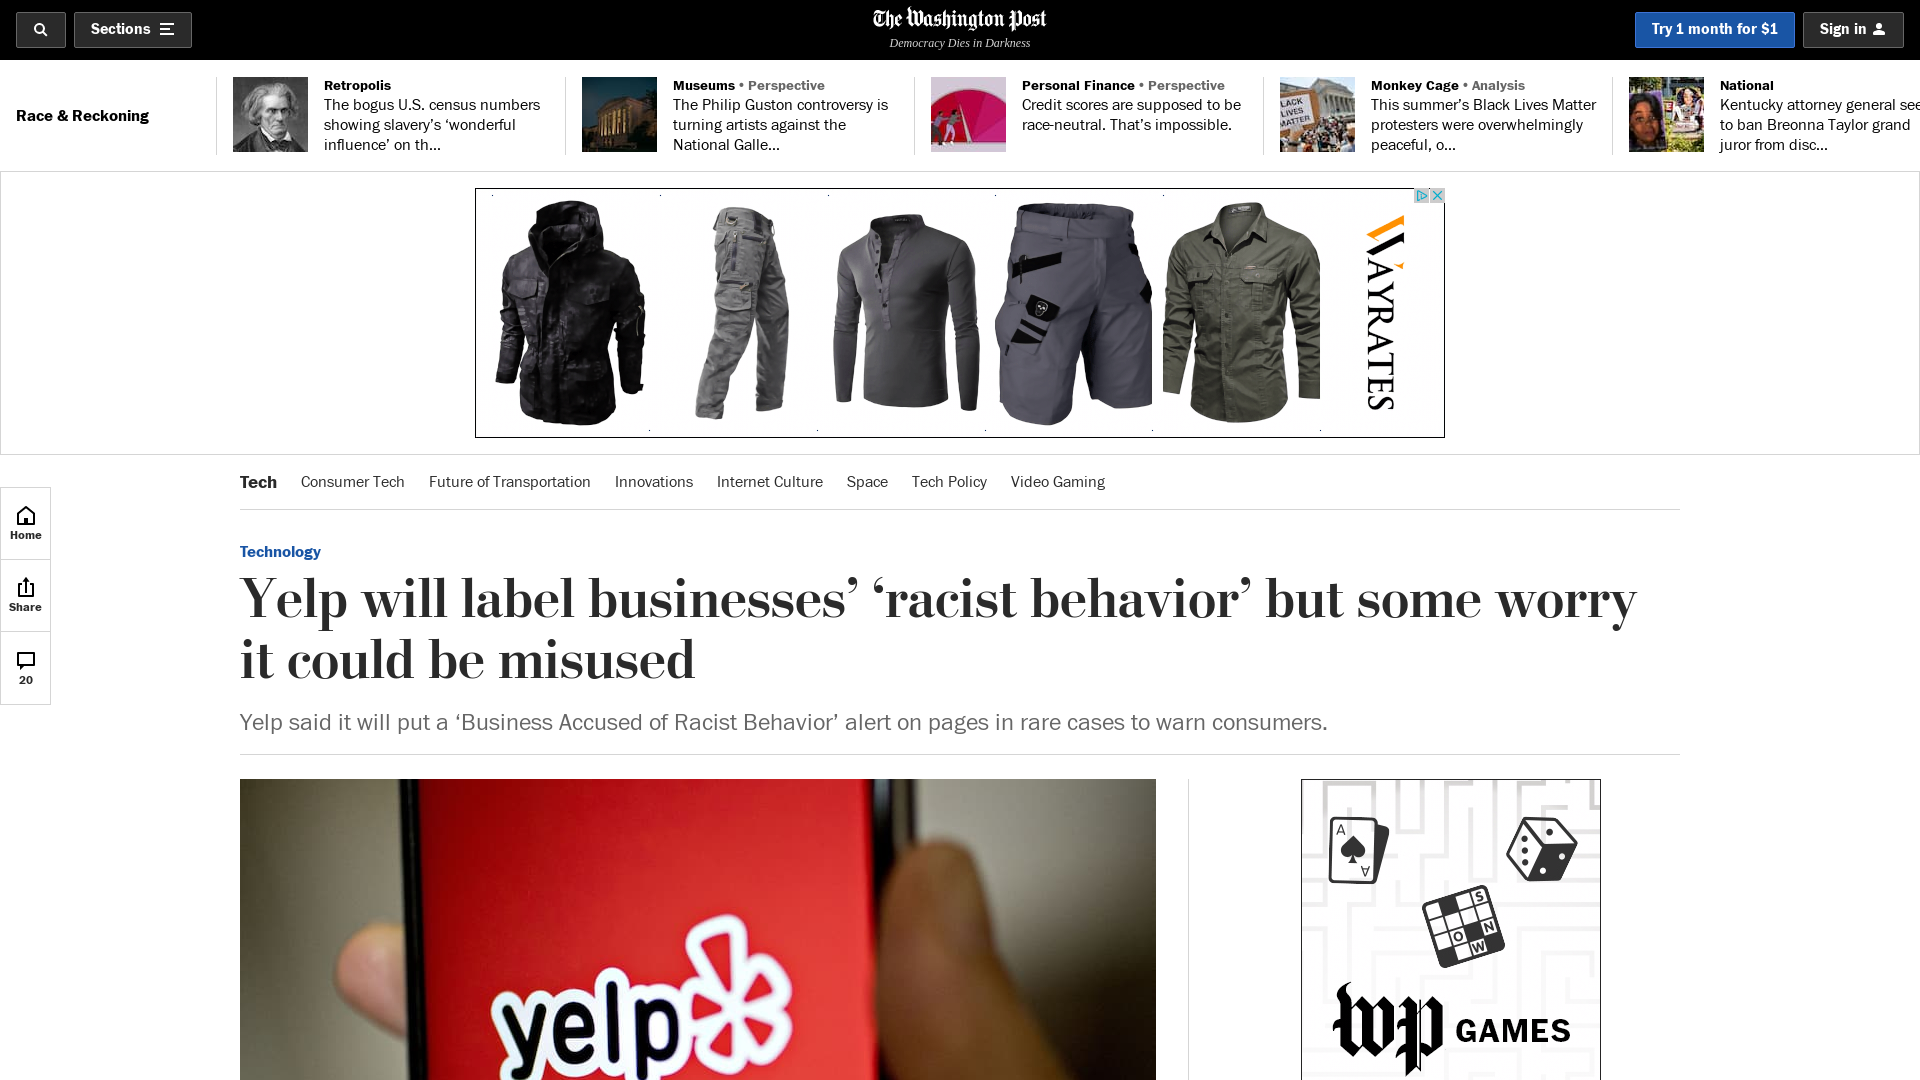 Sections
The Washington Post
Democracy Dies in Darkness
Try 1 month for $1
Sign in
Race & Reckoning
Retropolis
The bogus U.S. census numbers
showing slavery’s ‘wonderful
influence’ on th...
Museums • Perspective
The Philip Guston controversy is
turning artists against the
National Galle...
Personal Finance • Perspective
Credit scores are supposed to be
race-neutral. That’s impossible.
LACK
LIVES
MATTER
Monkey Cage • Analysis
This summer’s Black Lives Matter
protesters were overwhelmingly
peaceful, o...
National
Kentucky attorney general see
to ban Breonna Taylor grand
juror from disc...
WAYRATES
Tech
Consumer Tech
Future of Transportation
Innovations
Internet Culture
Space
Tech Policy
Video Gaming
Home
Share
20
Technology
Yelp will label businesses’ ‘racist behavior’ but some worry
it could be misused
Yelp said it will put a ‘Business Accused of Racist Behavior’ alert on pages in rare cases to warn consumers.
yelp
A
A
S
O N
W
wp GAMES